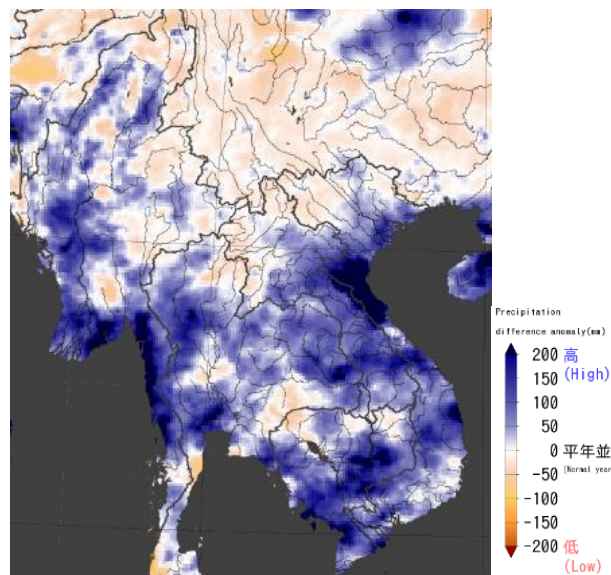 Precipitation
difference anomaly(mm)
200 高
(High)
150
100
50
0 平年並
(Normal year
-50
-100
-150
-200 低
(Low)